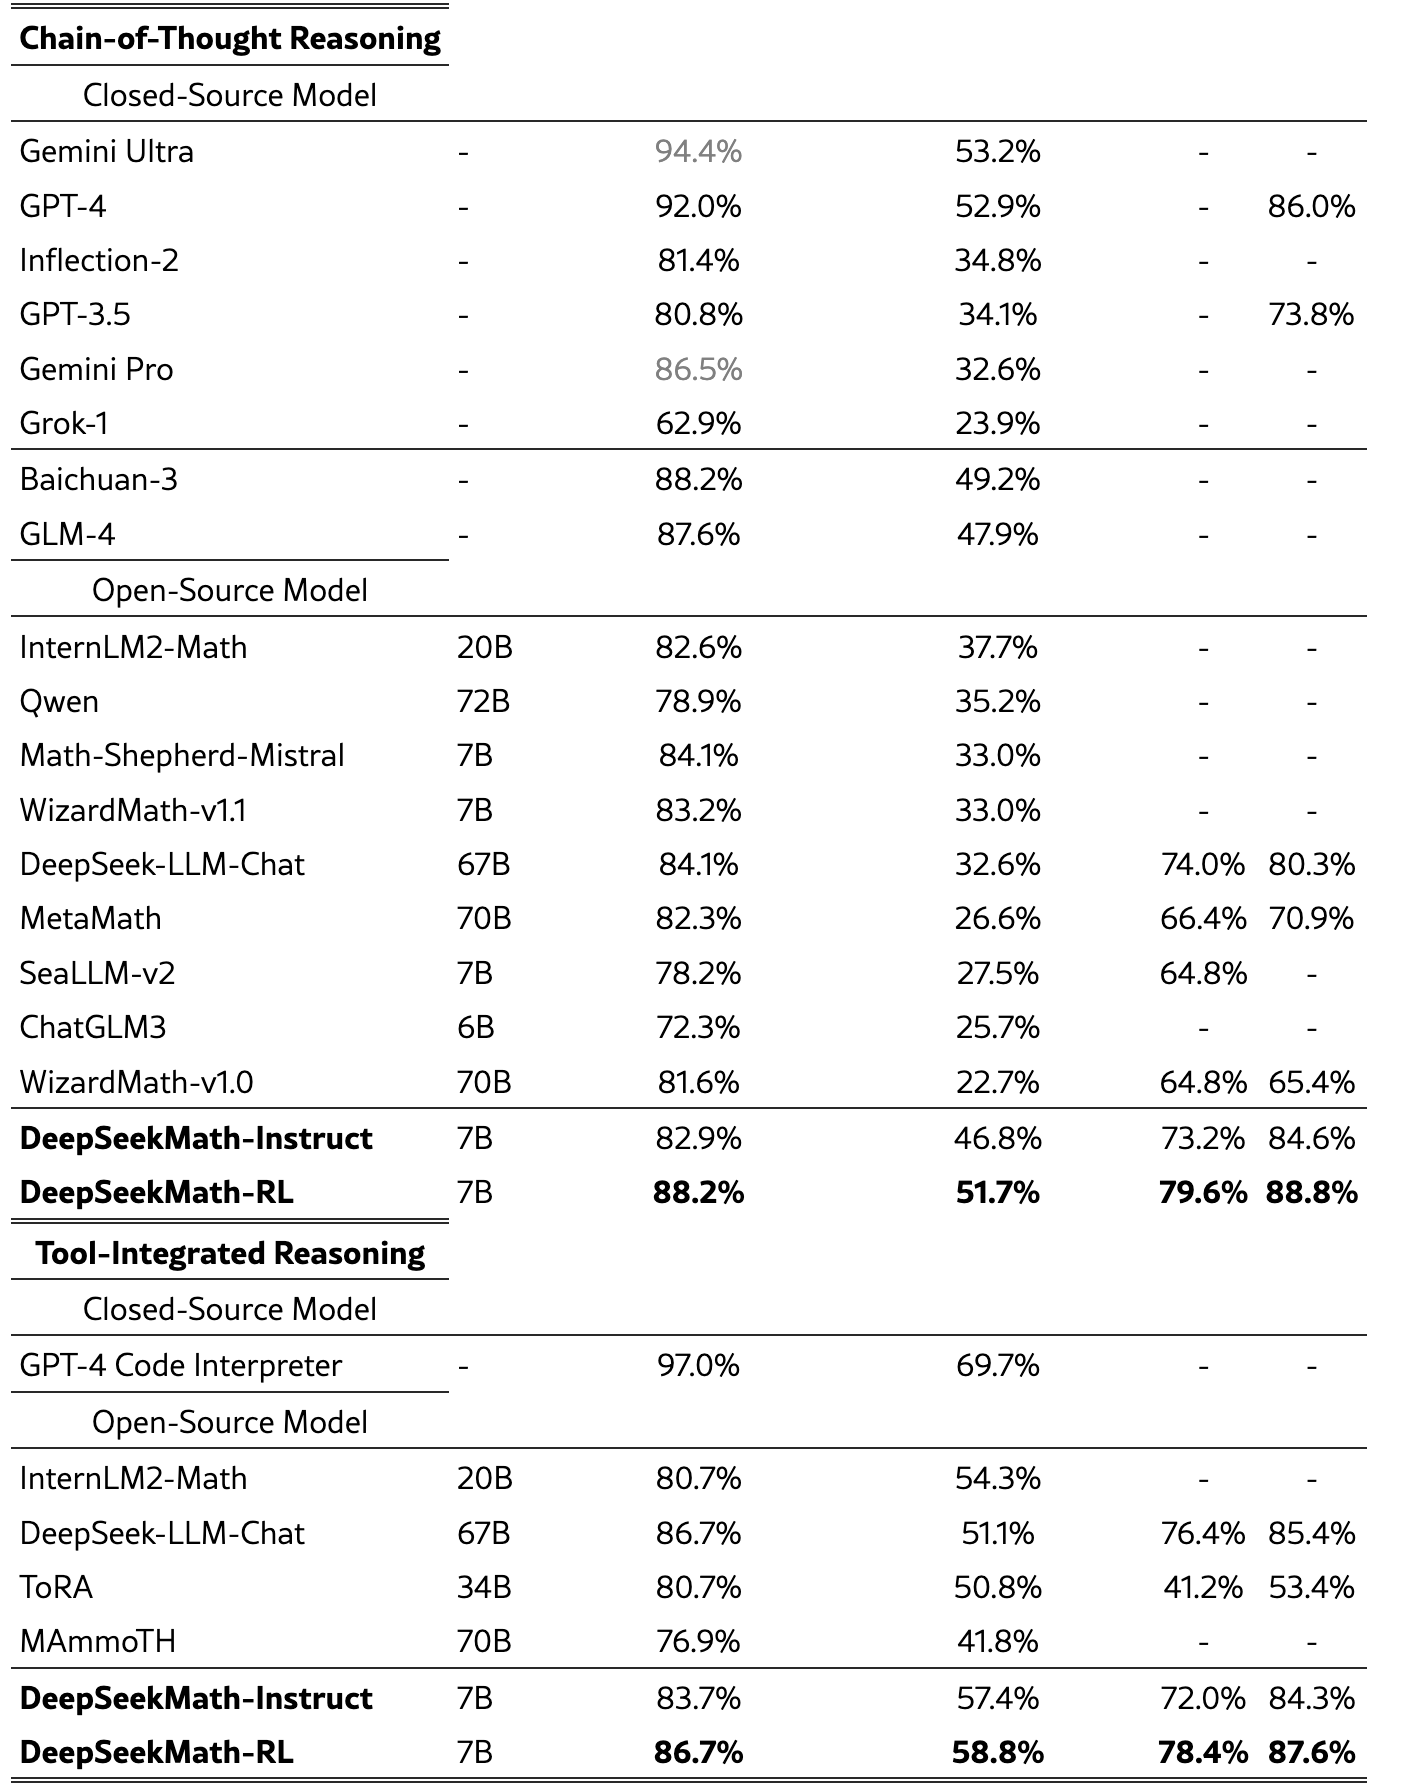 Chain-of-Thought Reasoning
Closed-Source Model
Gemini Ultra - 94.4% 53.2% - -
GPT-4 - 92.0% 52.9% - 86.0%
Inflection-2 - 81.4% 34.8% - -
GPT-3.5 - 80.8% 34.1% - 73.8%
Gemini Pro - 86.5% 32.6% - -
Grok-1 - 62.9% 23.9% - -
Baichuan-3 - 88.2% 49.2% - -
GLM-4 - 87.6% 47.9% - -
Open-Source Model
InternLM2-Math 20B 82.6% 37.7% - -
Qwen 72B 78.9% 35.2% - -
Math-Shepherd-Mistral 7B 84.1% 33.0% - -
WizardMath-v1.1 7B 83.2% 33.0% - -
DeepSeek-LLM-Chat 67B 84.1% 32.6% 74.0% 80.3%
MetaMath 70B 82.3% 26.6% 66.4% 70.9%
SeaLLM-v2 7B 78.2% 27.5% 64.8% -
ChatGLM3 6B 72.3% 25.7% - -
WizardMath-v1.0 70B 81.6% 22.7% 64.8% 65.4%
DeepSeekMath-Instruct 7B 82.9% 46.8% 73.2% 84.6%
DeepSeekMath-RL 7B 88.2% 51.7% 79.6% 88.8%
Tool-Integrated Reasoning
Closed-Source Model
GPT-4 Code Interpreter - 97.0% 69.7% - -
Open-Source Model
InternLM2-Math 20B 80.7% 54.3% - -
DeepSeek-LLM-Chat 67B 86.7% 51.1% 76.4% 85.4%
ToRA 34B 80.7% 50.8% 41.2% 53.4%
MAmmoTH 70B 76.9% 41.8% - -
DeepSeekMath-Instruct 7B 83.7% 57.4% 72.0% 84.3%
DeepSeekMath-RL 7B 86.7% 58.8% 78.4% 87.6%